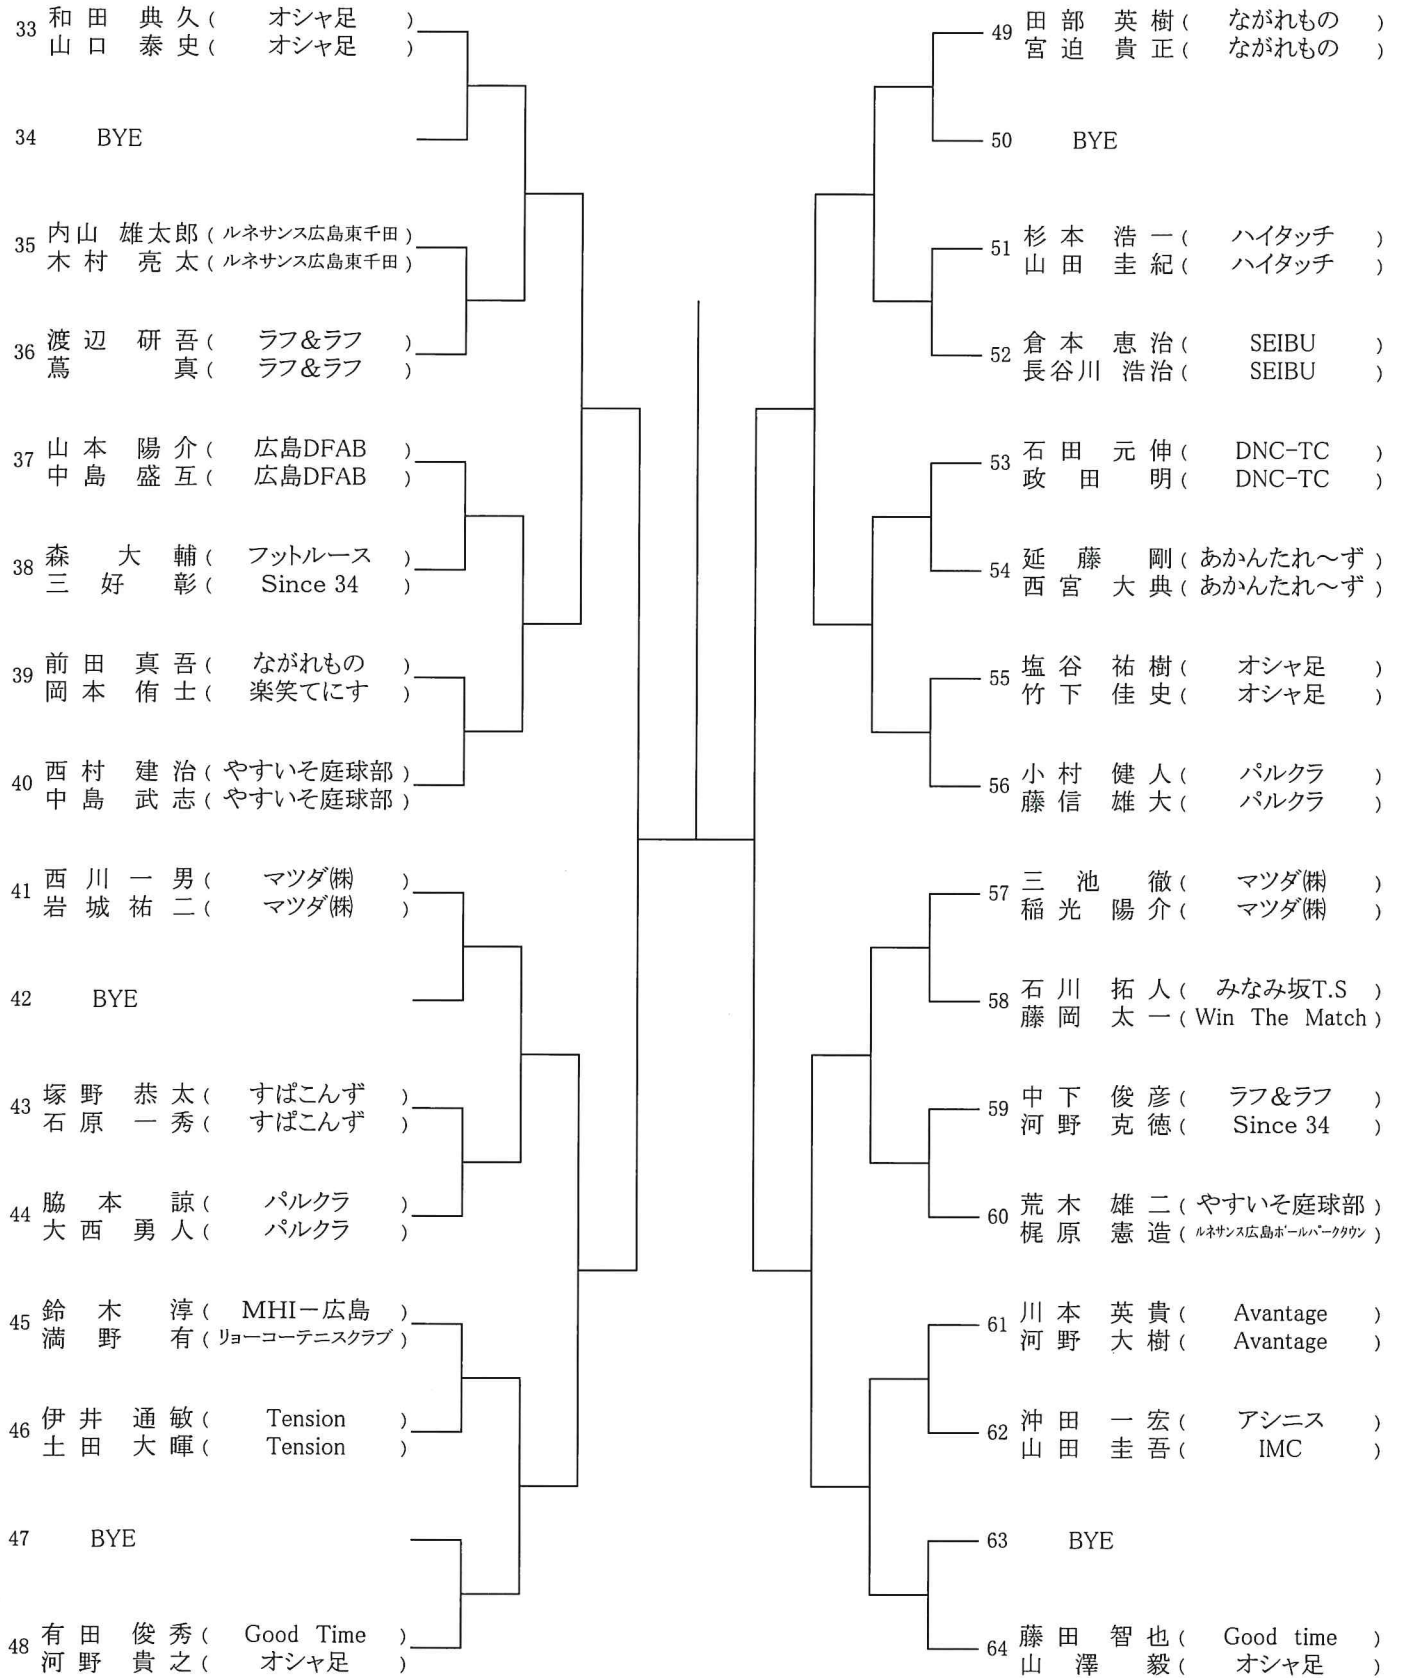 33 和田 典久 ( オシャ足 )
山口 泰史 ( オシャ足 )
34 BYE
35 内山 雄太郎 ( ルネサンス広島東千田 )
木村 亮太 ( ルネサンス広島東千田 )
36 渡辺 研吾 ( ラフ&ラフ )
蔦 真 ( ラフ&ラフ )
37 山本 陽介 ( 広島DFAB )
中島 盛互 ( 広島DFAB )
38 森 大輔 ( フットルース )
三好 彰 ( Since 34 )
39 前田 真吾 ( ながれもの )
岡本 侑士 ( 楽笑てにす )
40 西村 建治 ( やすいそ庭球部 )
中島 武志 ( やすいそ庭球部 )
41 西川 一男 ( マツダ㈱ )
岩城 祐二 ( マツダ㈱ )
42 BYE
43 塚野 恭太 ( すぱこんず )
石原 一秀 ( すぱこんず )
44 脇本 諒 ( パルクラ )
大西 勇人 ( パルクラ )
45 鈴木 淳 ( MHI－広島 )
満野 有 ( リョーコーテニスクラブ )
46 伊井 通敏 ( Tension )
土田 大暉 ( Tension )
47 BYE
48 有田 俊秀 ( Good Time )
河野 貴之 ( オシャ足 )
49 田部 英樹 ( ながれもの )
宮迫 貴正 ( ながれもの )
50 BYE
51 杉本 浩一 ( ハイタッチ )
山田 圭紀 ( ハイタッチ )
52 倉本 恵治 ( SEIBU )
長谷川 浩治 ( SEIBU )
53 石田 元伸 ( DNC-TC )
政田 明 ( DNC-TC )
54 延藤 剛 ( あかんたれ～ず )
西宮 大典 ( あかんたれ～ず )
55 塩谷 祐樹 ( オシャ足 )
竹下 佳史 ( オシャ足 )
56 小村 健人 ( パルクラ )
藤信 雄大 ( パルクラ )
57 三池 徹 ( マツダ㈱ )
稲光 陽介 ( マツダ㈱ )
58 石川 拓人 ( みなみ坂T.S )
藤岡 太一 ( Win The Match )
59 中下 俊彦 ( ラフ&ラフ )
河野 克徳 ( Since 34 )
60 荒木 雄二 ( やすいそ庭球部 )
梶原 憲造 ( ルネサンス広島ボールパークタウン )
61 川本 英貴 ( Avantage )
河野 大樹 ( Avantage )
62 沖田 一宏 ( アシニス )
山田 圭吾 ( IMC )
63 BYE
64 藤田 智也 ( Good time )
山澤 毅 ( オシャ足 )